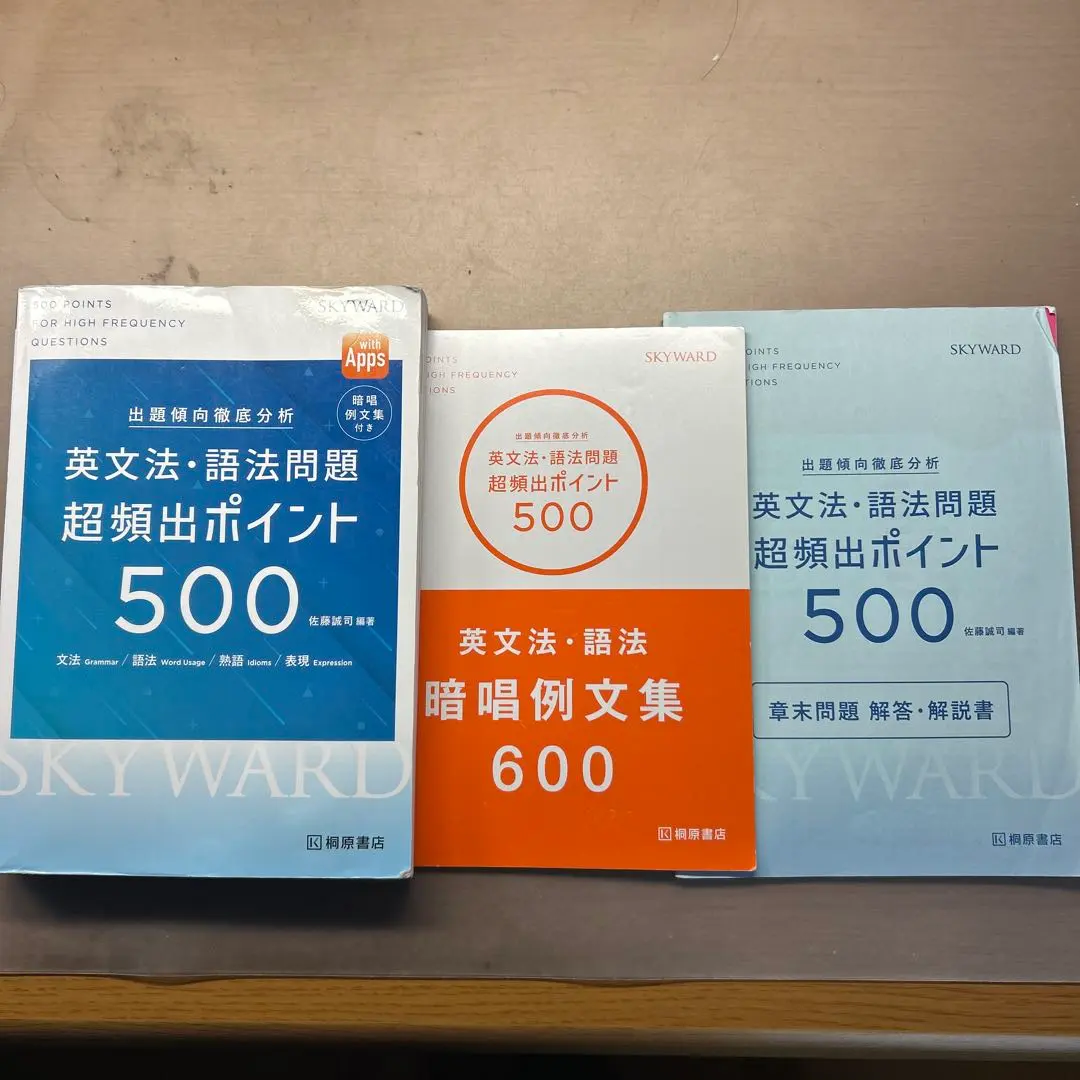 500 POINTS
FOR HIGH FREQUENCY
QUESTIONS
SKYWARD
with
Apps
暗唱
例文集
付き
出題傾向徹底分析
英文法・語法問題
超頻出ポイント
500
佐藤誠司 編著
文法 Grammar / 語法 Word Usage / 熟語 Idioms / 表現 Expression
SKYWARD
桐原書店
OINTS
IGH FREQUENCY
IONS
SKYWARD
出題傾向徹底分析
英文法・語法問題
超頻出ポイント
500
英文法・語法
暗唱例文集
600
桐原書店
OINTS
IGH FREQUENCY
TIONS
SKYWARD
出題傾向徹底分析
英文法・語法問題
超頻出ポイント
500
佐藤誠司 編著
章末問題 解答・解説書
YWARD
桐原書店